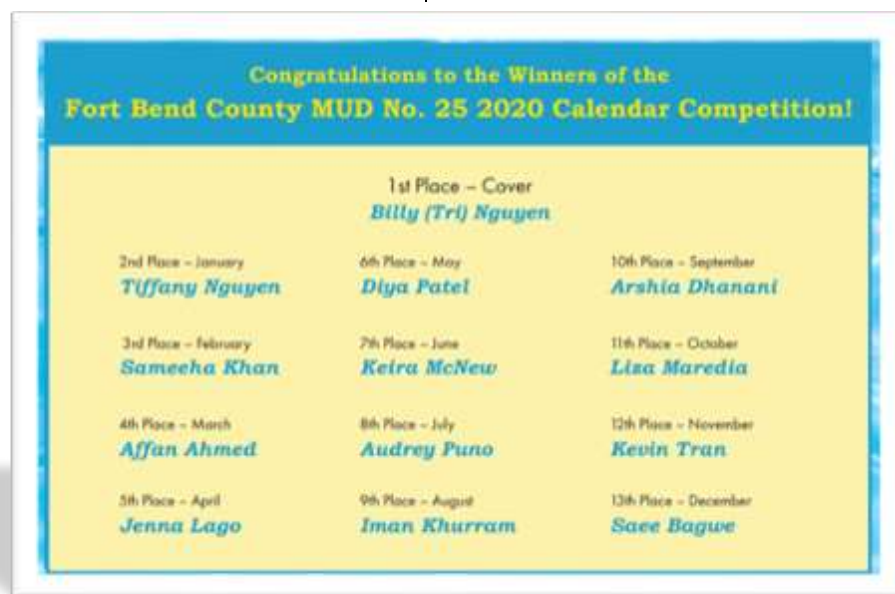 Congratulations to the Winners of the
Fort Bend County MUD No. 25 2020 Calendar Competition!
1st Place – Cover
Billy (Tri) Nguyen
2nd Place – January
Tiffany Nguyen
3rd Place – February
Sameeha Khan
4th Place – March
Affan Ahmed
5th Place – April
Jenna Lago
6th Place – May
Diya Patel
7th Place – June
Keira McNew
8th Place – July
Audrey Puno
9th Place – August
Iman Khurram
10th Place – September
Arshia Dhanani
11th Place – October
Liza Maredia
12th Place – November
Kevin Tran
13th Place – December
Saee Bagwe